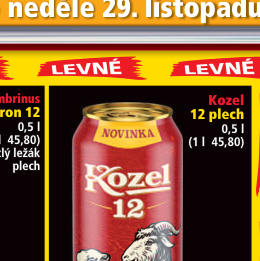 neděle 29. listopadu
LEVNÉ
LEVNÉ
mbrinus
ron 12
0,5 l
45,80)
lý ležák
plech
NOVINKA
Kozel
12
Kozel
12 plech
0,5 l
(1 l 45,80)